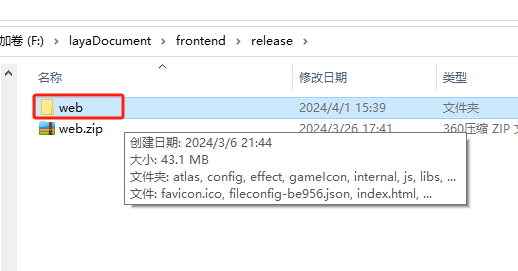 加卷 (F:) › layaDocument › frontend › release ›
名称 修改日期 类型
web 2024/4/1 15:39 文件夹
web.zip 2024/3/26 17:41 360压缩 ZIP
创建日期: 2024/3/6 21:44
大小: 43.1 MB
文件夹: atlas, config, effect, gameIcon, internal, js, libs, ...
文件: favicon.ico, fileconfig-be956.json, index.html, ...